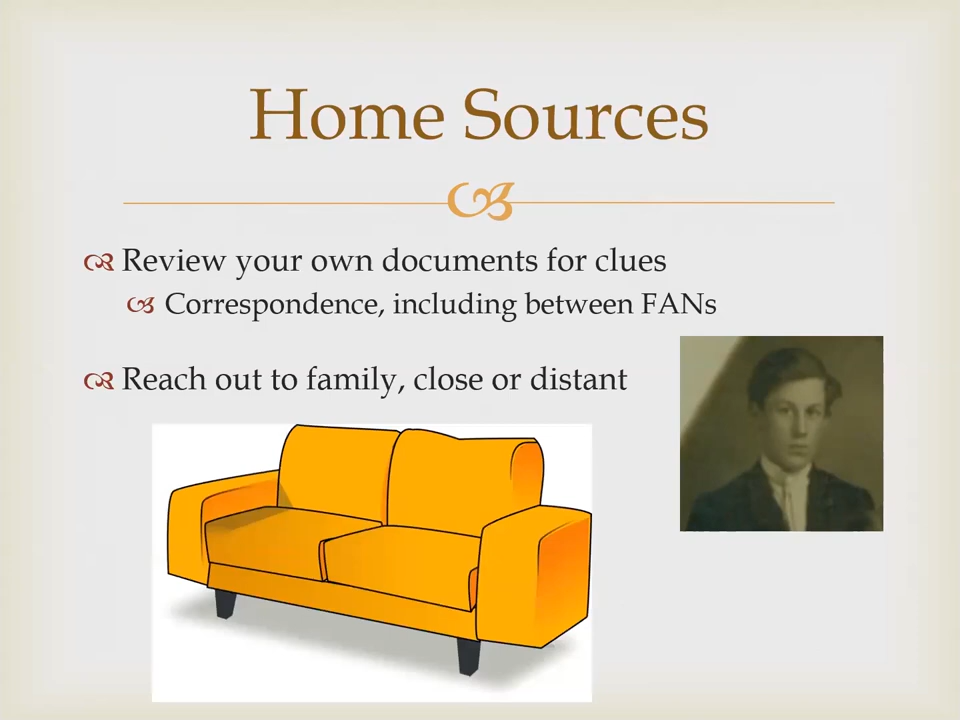 Home Sources
Review your own documents for clues
Correspondence, including between FANs
Reach out to family, close or distant